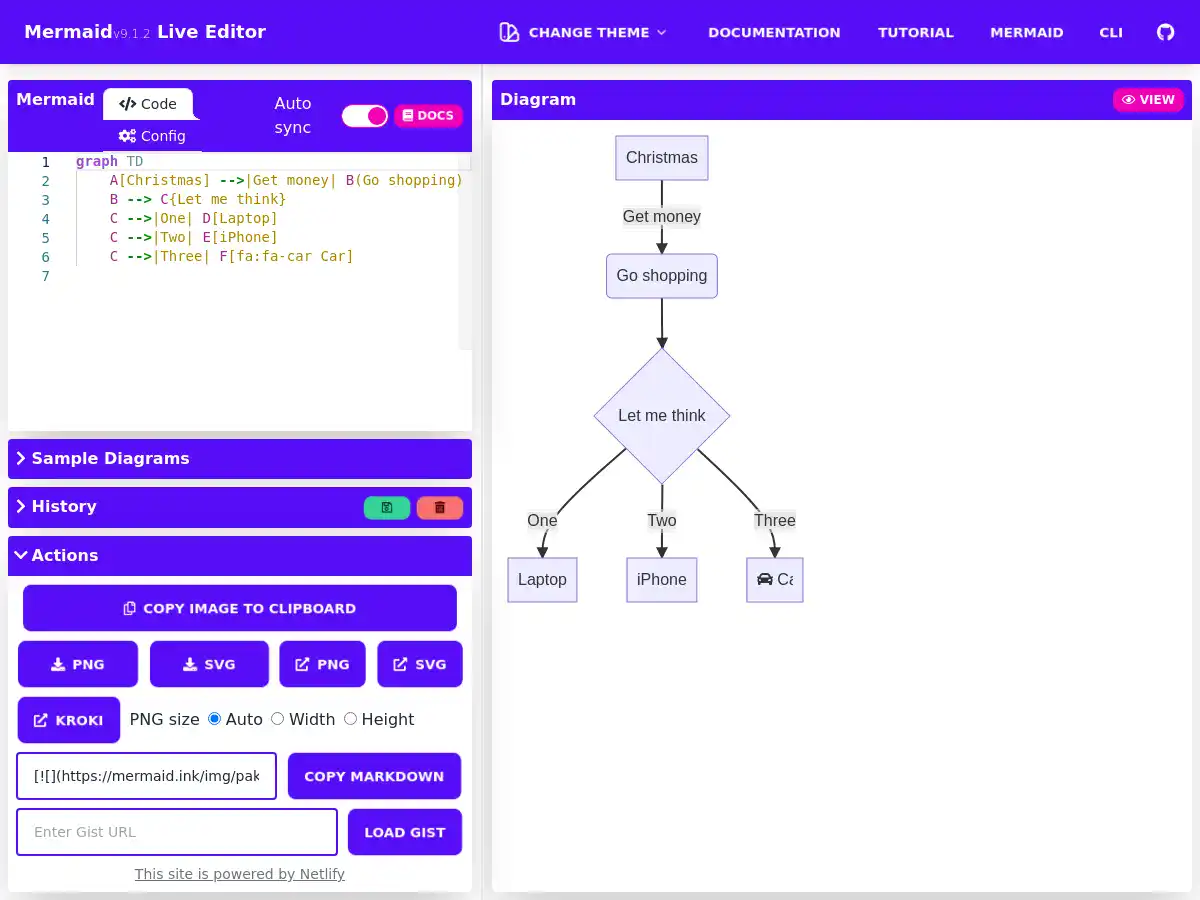 Mermaid v9.1.2 Live Editor
CHANGE THEME
DOCUMENTATION
TUTORIAL
MERMAID
CLI
Mermaid
Code
Config
Auto
sync
DOCS
1 graph TD
2 A[Christmas] -->|Get money| B(Go shopping)
3 B --> C{Let me think}
4 C -->|One| D[Laptop]
5 C -->|Two| E[iPhone]
6 C -->|Three| F[fa:fa-car Car]
7
Sample Diagrams
History
Actions
COPY IMAGE TO CLIPBOARD
PNG
SVG
PNG
SVG
KROKI
PNG size Auto Width Height
[![](https://mermaid.ink/img/pak
COPY MARKDOWN
Enter Gist URL
LOAD GIST
This site is powered by Netlify
Diagram
VIEW
Christmas
Get money
Go shopping
Let me think
One Two Three
Laptop iPhone Ca